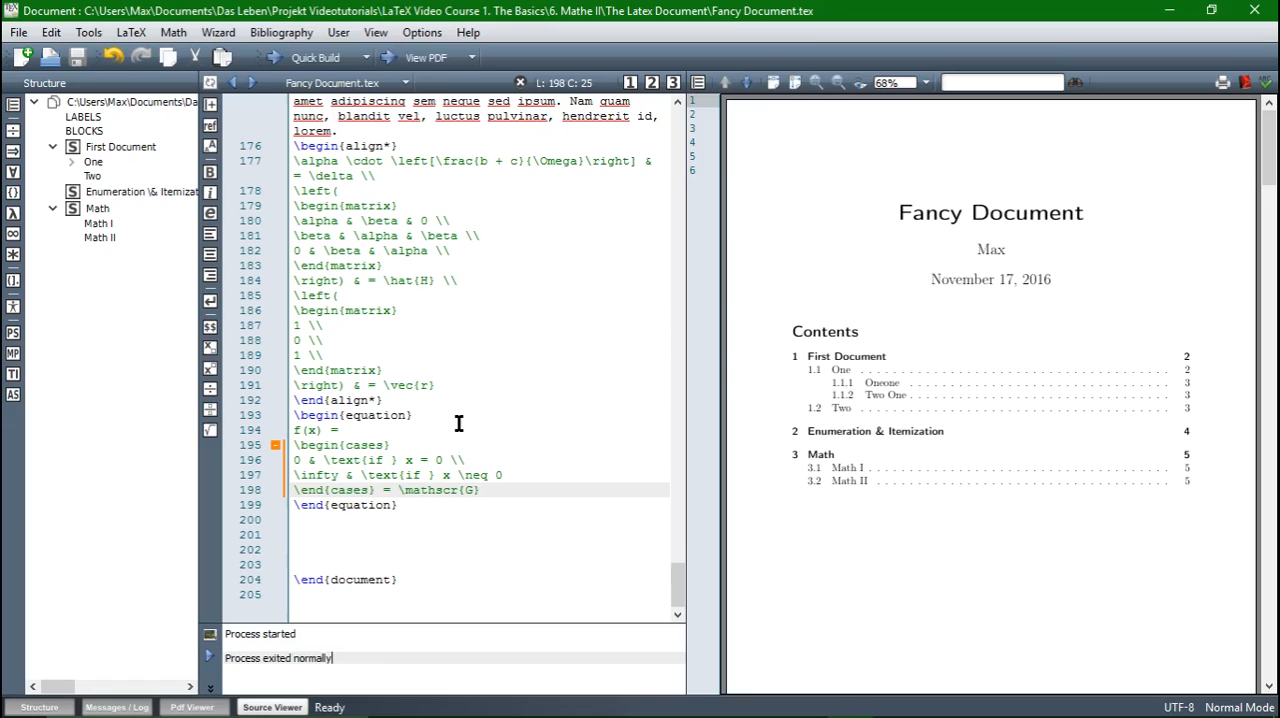 Document : C:\Users\Max\Documents\Das Leben\Projekt Videotutorials\LaTeX Video Course 1. The Basics\6. Mathe II\The Latex Document\Fancy Document.tex
File Edit Tools LaTeX Math Wizard Bibliography User View Options Help
Quick Build View PDF
Structure Fancy Document.tex L: 198 C: 25 1 2 3 68%
C:\Users\Max\Documents\Da
LABELS
BLOCKS
First Document
One
Two
Enumeration \& Itemizat
Math
Math I
Math II
PS
MP
TI
AS
amet adipiscing sem neque sed ipsum. Nam quam
nunc, blandit vel, luctus pulvinar, hendrerit id,
lorem.
176 \begin{align*}
177 \alpha \cdot \left[\frac{b + c}{\Omega}\right] &
= \delta \\
178 \left(
179 \begin{matrix}
180 \alpha & \beta & 0 \\
181 \beta & \alpha & \beta \\
182 0 & \beta & \alpha \\
183 \end{matrix}
184 \right) & = \hat{H} \\
185 \left(
186 \begin{matrix}
187 1 \\
188 0 \\
189 1 \\
190 \end{matrix}
191 \right) & = \vec{r}
192 \end{align*}
193 \begin{equation}
194 f(x) =
195 \begin{cases}
196 0 & \text{if } x = 0 \\
197 \infty & \text{if } x \neq 0
198 \end{cases} = \mathscr{G}
199 \end{equation}
200
201
202
203
204 \end{document}
205
Process started
Process exited normally
1
2
3
4
5
6
Fancy Document
Max
November 17, 2016
Contents
1 First Document 2
1.1 One 2
1.1.1 Oneone 3
1.1.2 Two One 3
1.2 Two 3
2 Enumeration & Itemization 4
3 Math 5
3.1 Math I 5
3.2 Math II 5
Structure Messages / Log Pdf Viewer Source Viewer Ready UTF-8 Normal Mode